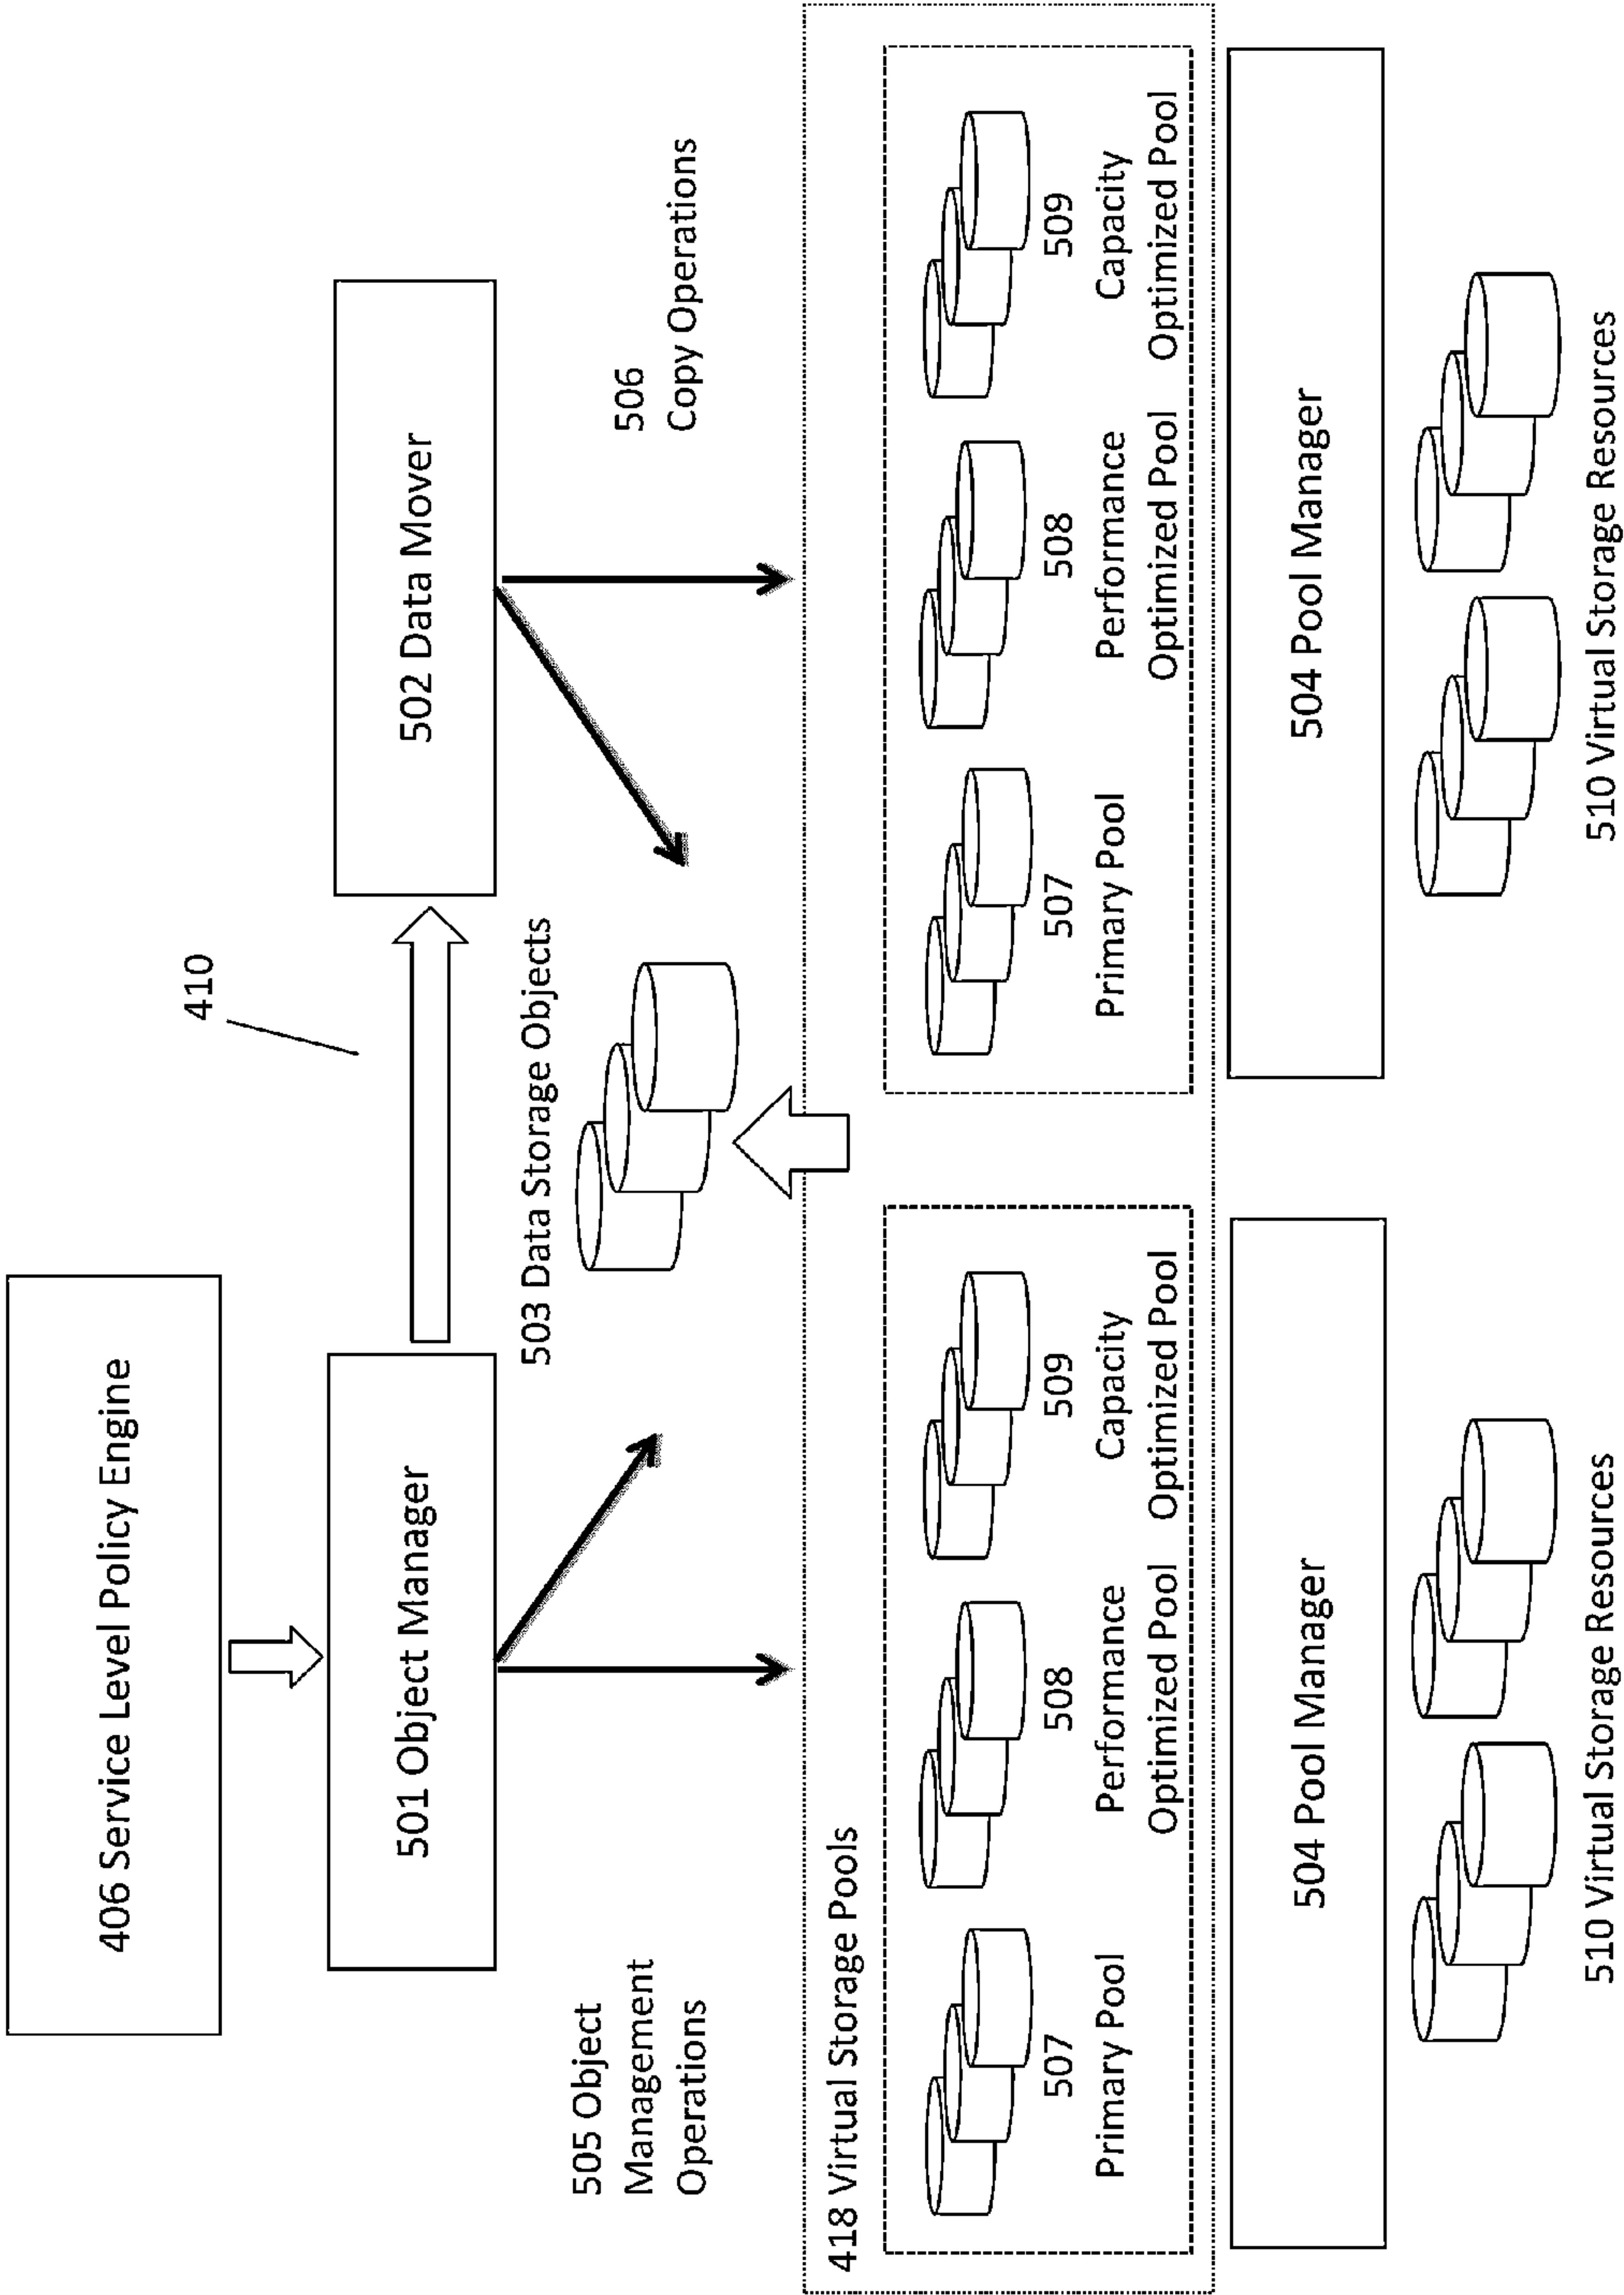 406 Service Level Policy Engine
410
501 Object Manager
502 Data Mover
503 Data Storage Objects
505 Object
Management
Operations
506
Copy Operations
418 Virtual Storage Pools
507
Primary Pool
508
Performance
Optimized Pool
509
Capacity
Optimized Pool
507
Primary Pool
508
Performance
Optimized Pool
509
Capacity
Optimized Pool
504 Pool Manager
504 Pool Manager
510 Virtual Storage Resources
510 Virtual Storage Resources